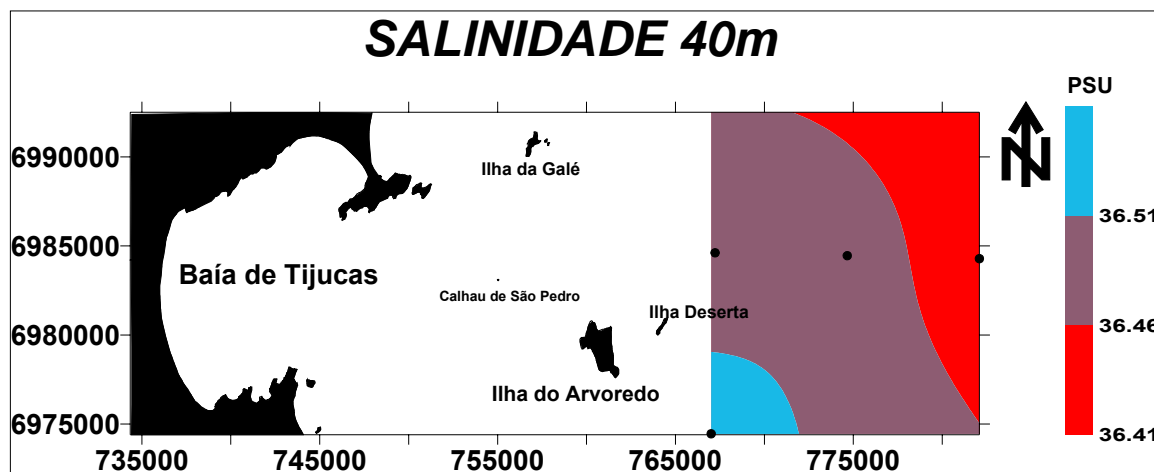 SALINIDADE 40m
PSU
N
6990000
Ilha da Galé
36.51
6985000
Baía de Tijucas
Calhau de São Pedro
Ilha Deserta
36.46
6980000
Ilha do Arvoredo
6975000
36.41
735000 745000 755000 765000 775000